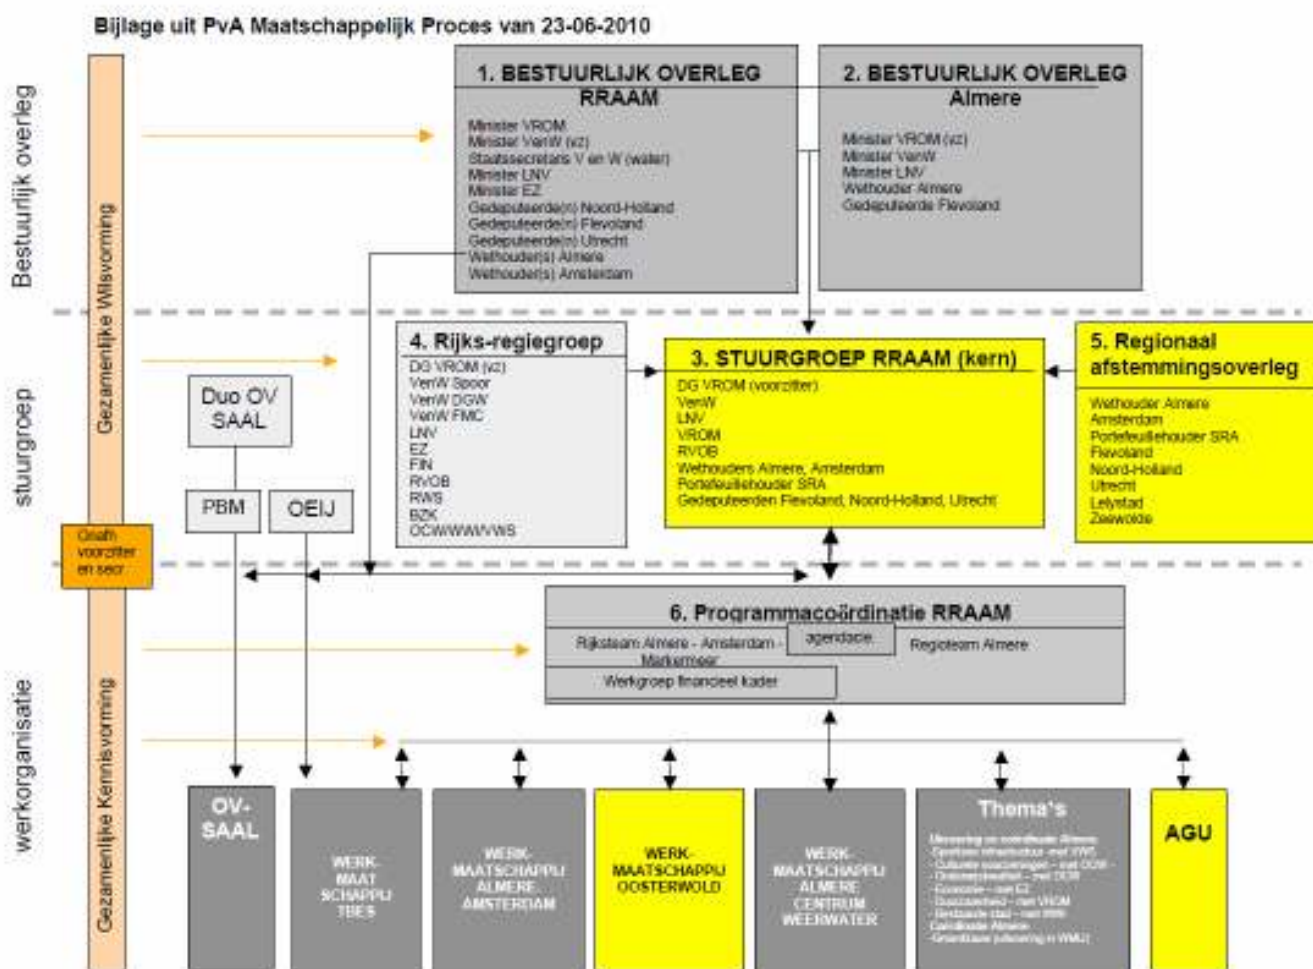 Bijlage uit PvA Maatschappelijk Proces van 23-06-2010
Bestuurlijk overleg
stuurgroep
werkorganisatie
Gezamenlijke Wilsvorming
Gezamenlijke Kennisvorming
voorzitter
en secr
1. BESTUURLIJK OVERLEG
RRAAM
Minister VROM
Minister VenW (vz)
Staatssecretaris V en W (water)
Minister LNV
Minister EZ
Gedeputeerde(n) Noord-Holland
Gedeputeerde(n) Flevoland
Gedeputeerde(n) Utrecht
Wethouder(s) Almere
Wethouder(s) Amsterdam
2. BESTUURLIJK OVERLEG
Almere
Minister VROM (vz)
Minister VenW
Minister LNV
Wethouder Almere
Gedeputeerde Flevoland
Duo OV
SAAL
PBM
OEIJ
4. Rijks-regiegroep
DG VROM (vz)
VenW Spoor
VenW DGW
VenW FMC
LNV
EZ
FIN
RVOB
RWS
BZK
OCW/WWI/VWS
3. STUURGROEP RRAAM (kern)
DG VROM (voorzitter)
VenW
LNV
VROM
RVOB
Wethouders Almere, Amsterdam
Portefeuillehouder SRA
Gedeputeerden Flevoland, Noord-Holland, Utrecht
5. Regionaal
afstemmingsoverleg
Wethouder Almere
Amsterdam
Portefeuillehouder SRA
Flevoland
Noord-Holland
Utrecht
Lelystad
Zeewolde
6. Programmacoördinatie RRAAM
Rijksteam Almere - Amsterdam -
Markermeer
agendacie.
Regioteam Almere
Werkgroep financieel kader
OV-
SAAL
WERK-
MAAT
SCHAPPIJ
TBES
WERK-
MAATSCHAPPIJ
ALMERE
AMSTERDAM
WERK-
MAATSCHAPPIJ
OOSTERWOLD
WERK-
MAATSCHAPPIJ
ALMERE
CENTRUM
WEERWATER
Thema's
- Economie – met EZ
- Duurzaamheid – met VROM
AGU